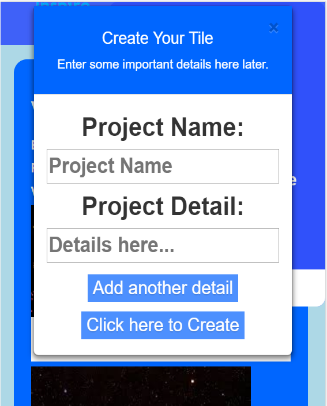 Create Your Tile
×
Enter some important details here later.
Project Name:
Project Name
Project Detail:
Details here...
Add another detail
Click here to Create